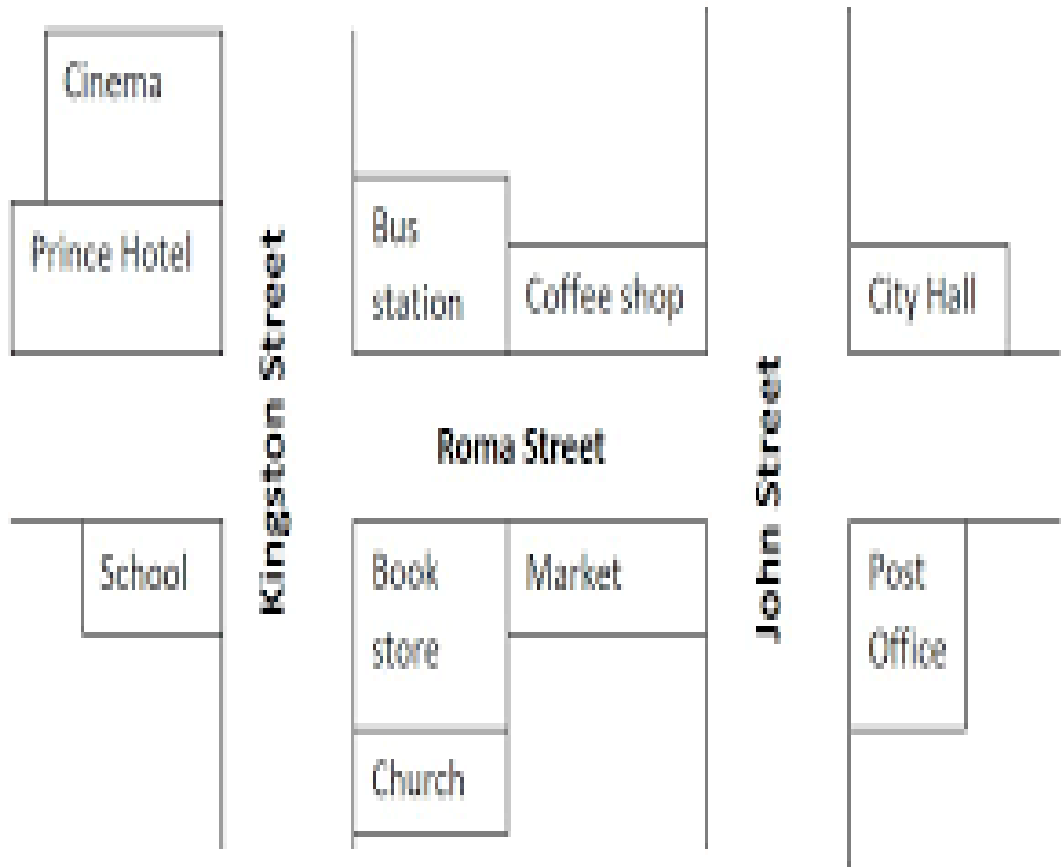 Cinema
Prince Hotel
Kingston Street
Bus
station
Coffee shop
City Hall
Roma Street
John Street
School
Book
store
Market
Post
Office
Church